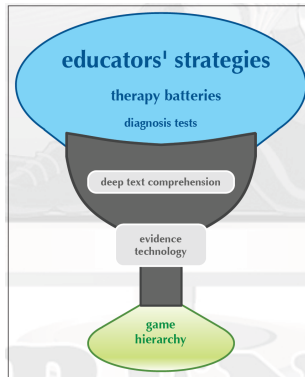 educators' strategies
therapy batteries
diagnosis tests
deep text comprehension
evidence
technology
game
hierarchy